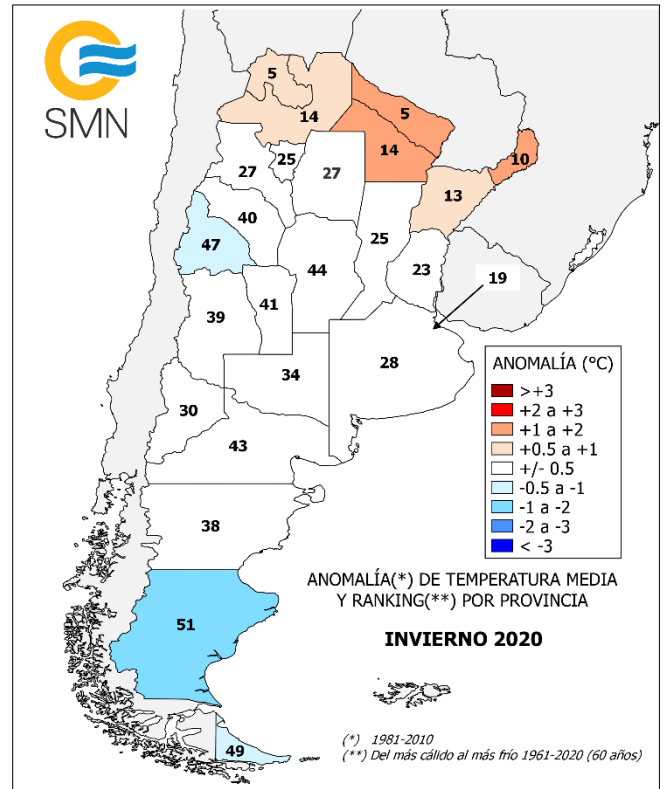 SMN
5
14
5
14
10
27
25
27
13
40
47
25
44
23
19
41
39
28
34
30
43
38
51
49
ANOMALÍA (°C)
>+3
+2 a +3
+1 a +2
+0.5 a +1
+/- 0.5
-0.5 a -1
-1 a -2
-2 a -3
< -3
ANOMALÍA(*) DE TEMPERATURA MEDIA
Y RANKING(**) POR PROVINCIA
INVIERNO 2020
(*) 1981-2010
(**) Del más cálido al más frío 1961-2020 (60 años)